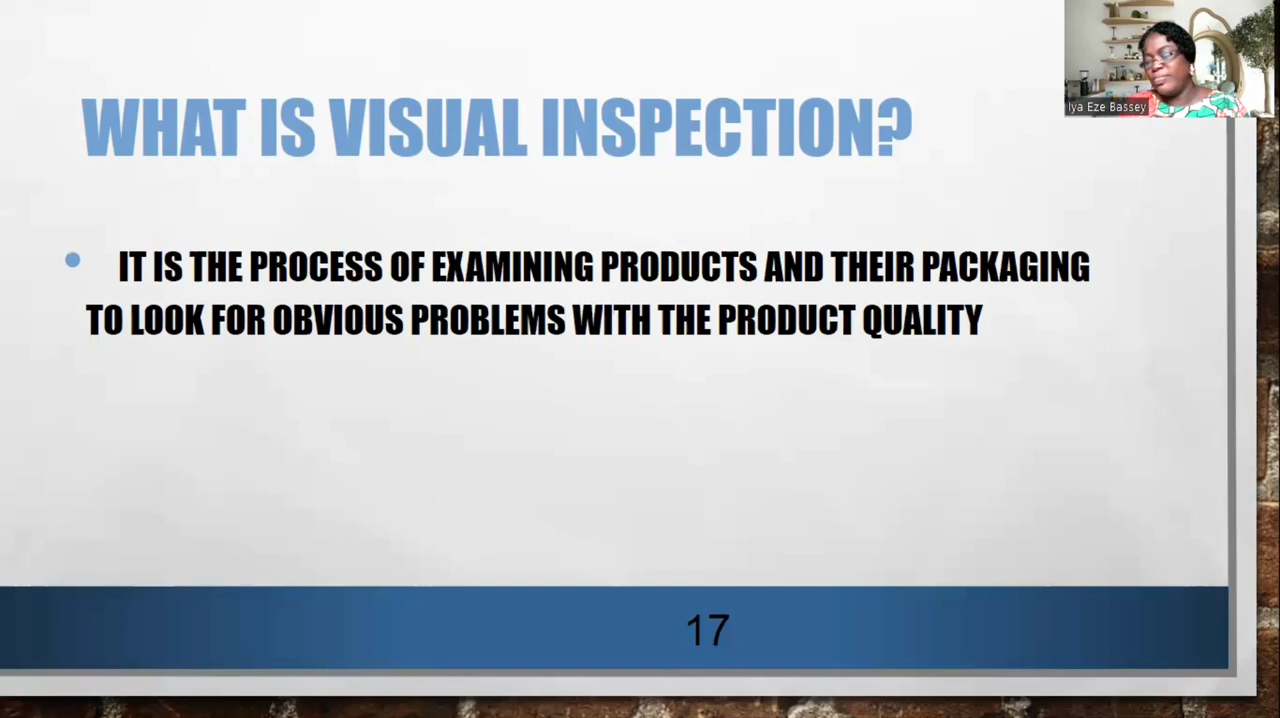 WHAT IS VISUAL INSPECTION?
Iya Eze Bassey
• IT IS THE PROCESS OF EXAMINING PRODUCTS AND THEIR PACKAGING
TO LOOK FOR OBVIOUS PROBLEMS WITH THE PRODUCT QUALITY
17